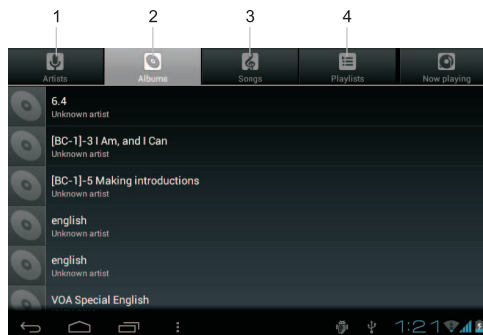 1 2 3 4
Artists Albums Songs Playlists Now playing
6.4
Unknown artist
[BC-1]-3 I Am, and I Can
Unknown artist
[BC-1]-5 Making introductions
Unknown artist
english
Unknown artist
english
Unknown artist
VOA Special English
1:21